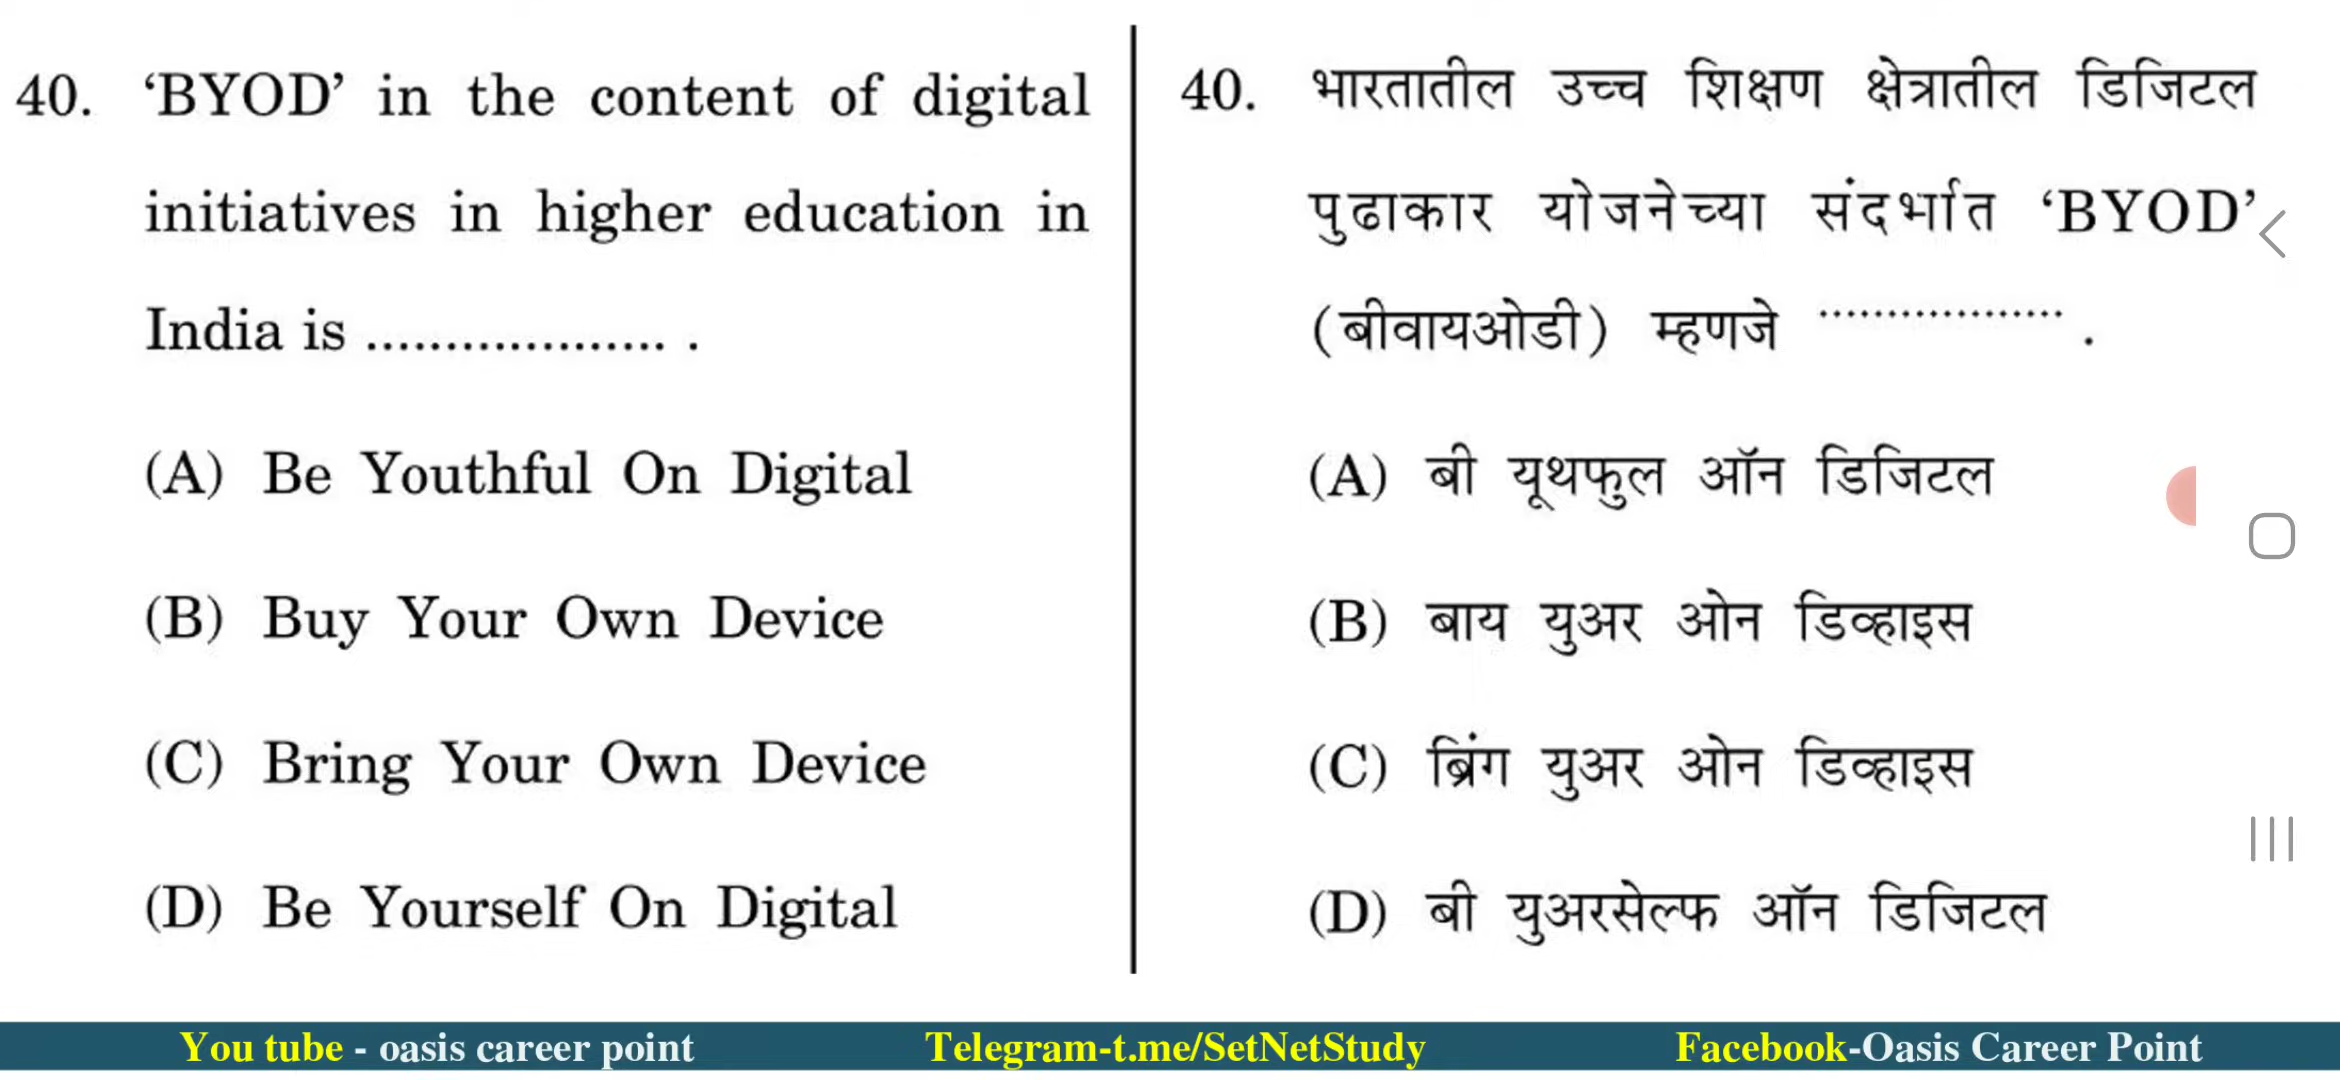 40. ‘BYOD’ in the content of digital
initiatives in higher education in
India is ................... .
(A) Be Youthful On Digital
(B) Buy Your Own Device
(C) Bring Your Own Device
(D) Be Yourself On Digital
40. भारतातील उच्च शिक्षण क्षेत्रातील डिजिटल
पुढाकार योजनेच्या संदर्भात ‘BYOD’
(बीवायओडी) म्हणजे .................. .
(A) बी यूथफुल ऑन डिजिटल
(B) बाय युअर ओन डिव्हाइस
(C) ब्रिंग युअर ओन डिव्हाइस
(D) बी युअरसेल्फ ऑन डिजिटल
You tube - oasis career point Telegram-t.me/SetNetStudy Facebook-Oasis Career Point